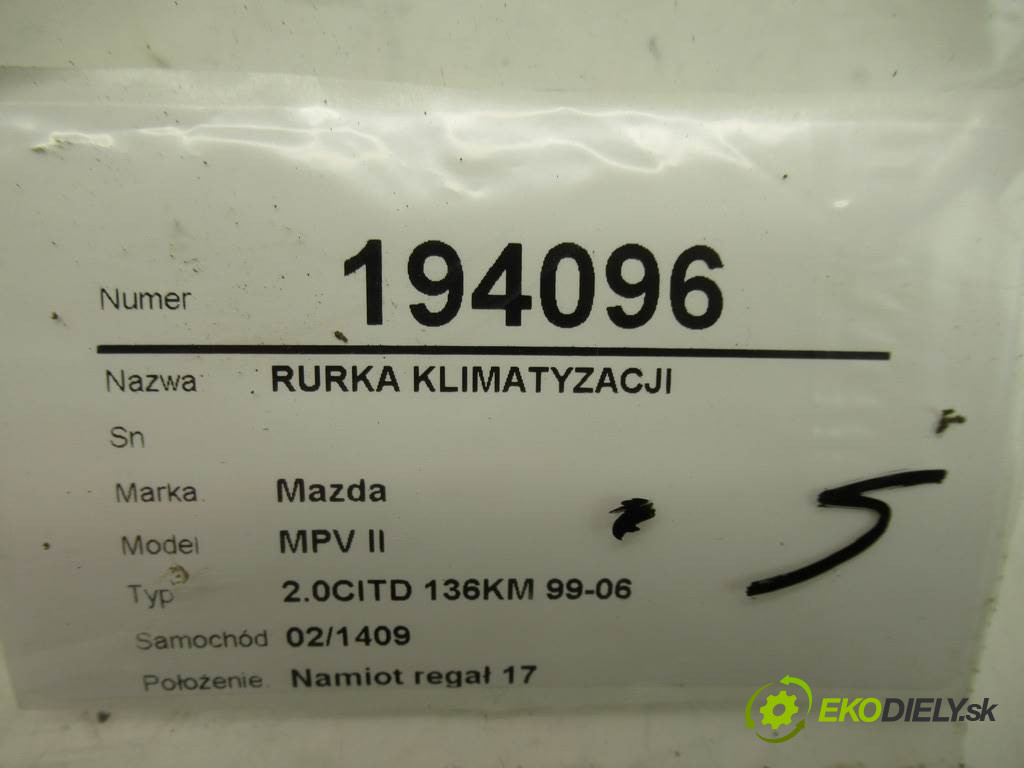 Numer 194096
Nazwa RURKA KLIMATYZACJI
Sn
Marka Mazda
Model MPV II
Typ 2.0CITD 136KM 99-06
Samochód 02/1409
Położenie Namiot regał 17
5
EKODIELY.sk